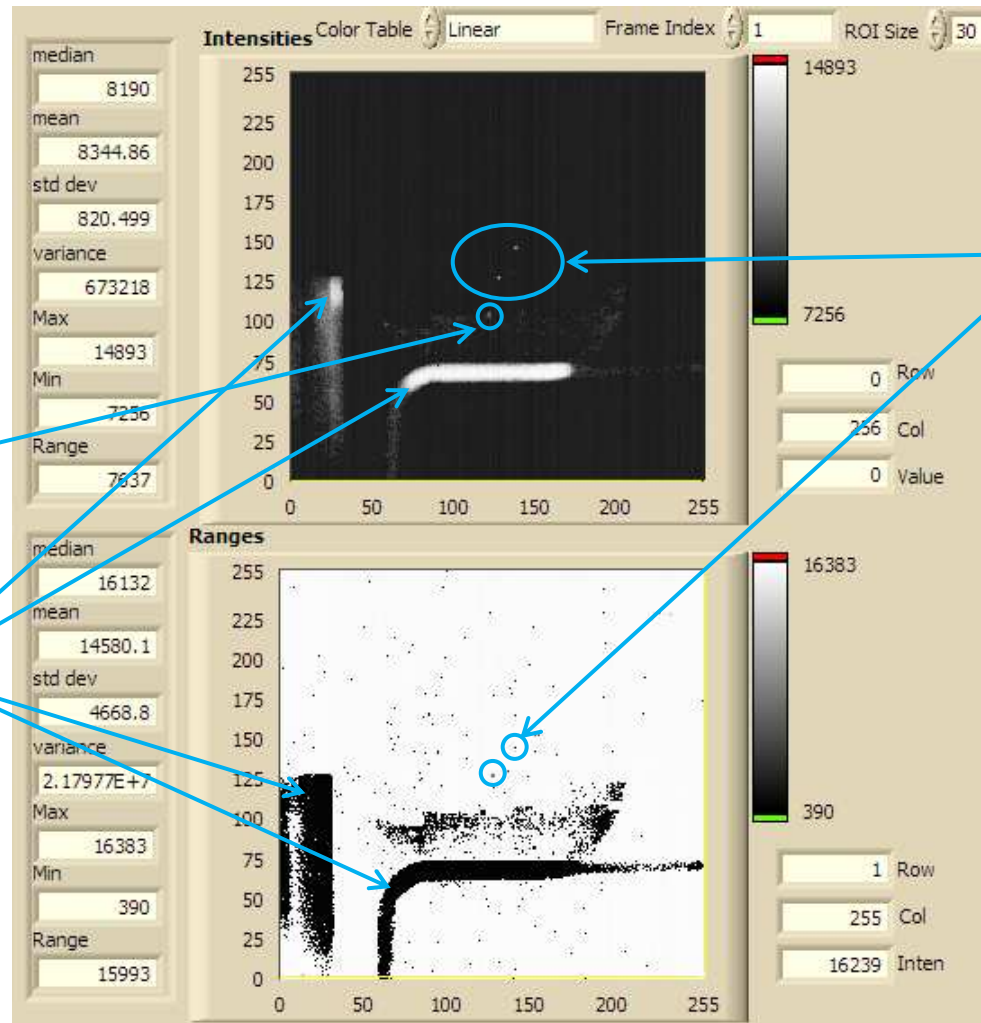 Intensities Color Table Linear Frame Index 1 ROI Size 30
median
8190
mean
8344.86
std dev
820.499
variance
673218
Max
14893
Min
7256
Range
7637
255
225
200
175
150
125
100
75
50
25
0
0 50 100 150 200 255
14893
7256
0 Row
256 Col
0 Value
Ranges
median
16132
mean
14580.1
std dev
4668.8
variance
2.17977E+7
Max
16383
Min
390
Range
15993
255
225
200
175
150
125
100
75
50
25
0
0 50 100 150 200 255
16383
390
1 Row
255 Col
16239 Inten